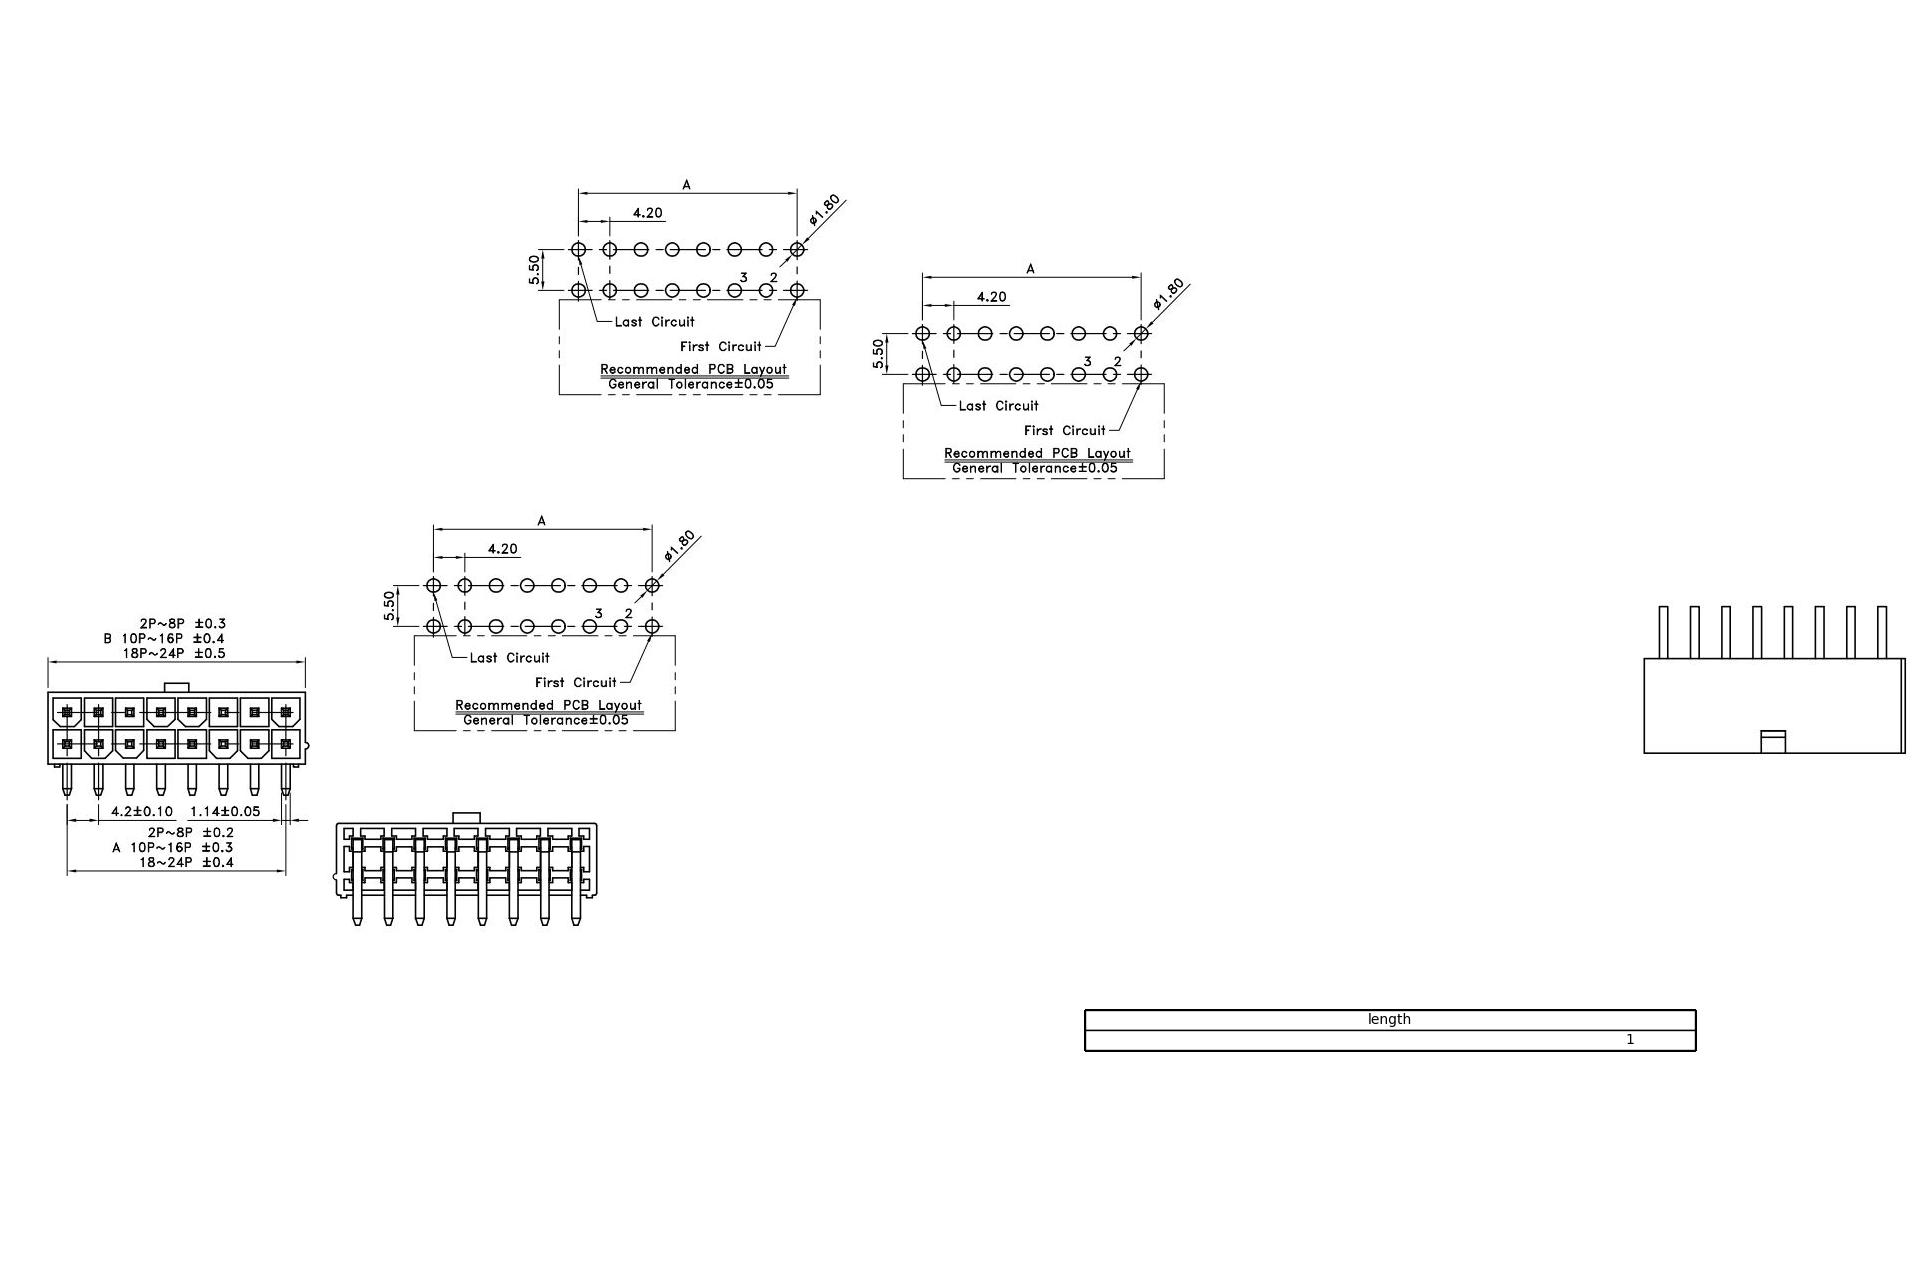 A
4.20
ø1.80
5.50
3 2
Last Circuit
First Circuit
Recommended PCB Layout
General Tolerance±0.05
A
4.20
ø1.80
5.50
3 2
Last Circuit
First Circuit
Recommended PCB Layout
General Tolerance±0.05
A
4.20
ø1.80
5.50
3 2
Last Circuit
First Circuit
Recommended PCB Layout
General Tolerance±0.05
2P~8P ±0.3
B 10P~16P ±0.4
18P~24P ±0.5
4.2±0.10 1.14±0.05
2P~8P ±0.2
A 10P~16P ±0.3
18~24P ±0.4
length
1